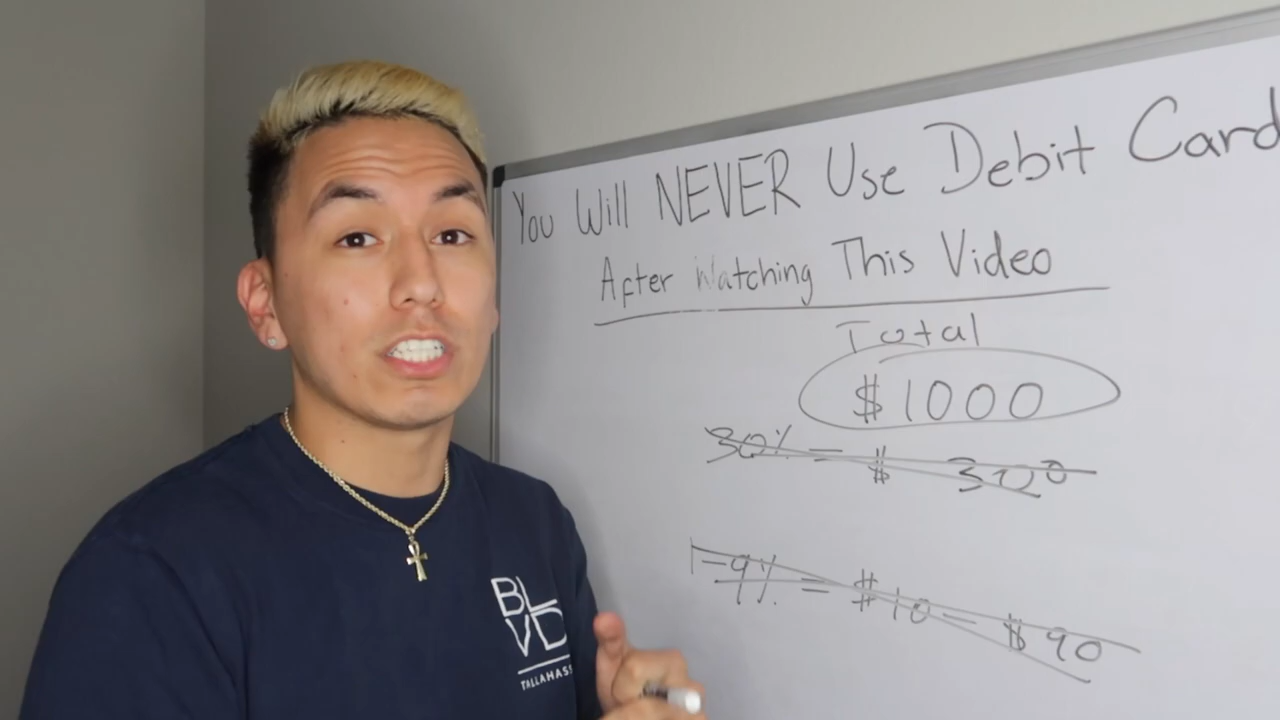 You Will NEVER Use Debit Card
After Watching This Video
Total
$1000
30% = $ 300
1-9% = $10 - $90
BL
VD
TALLAHASS